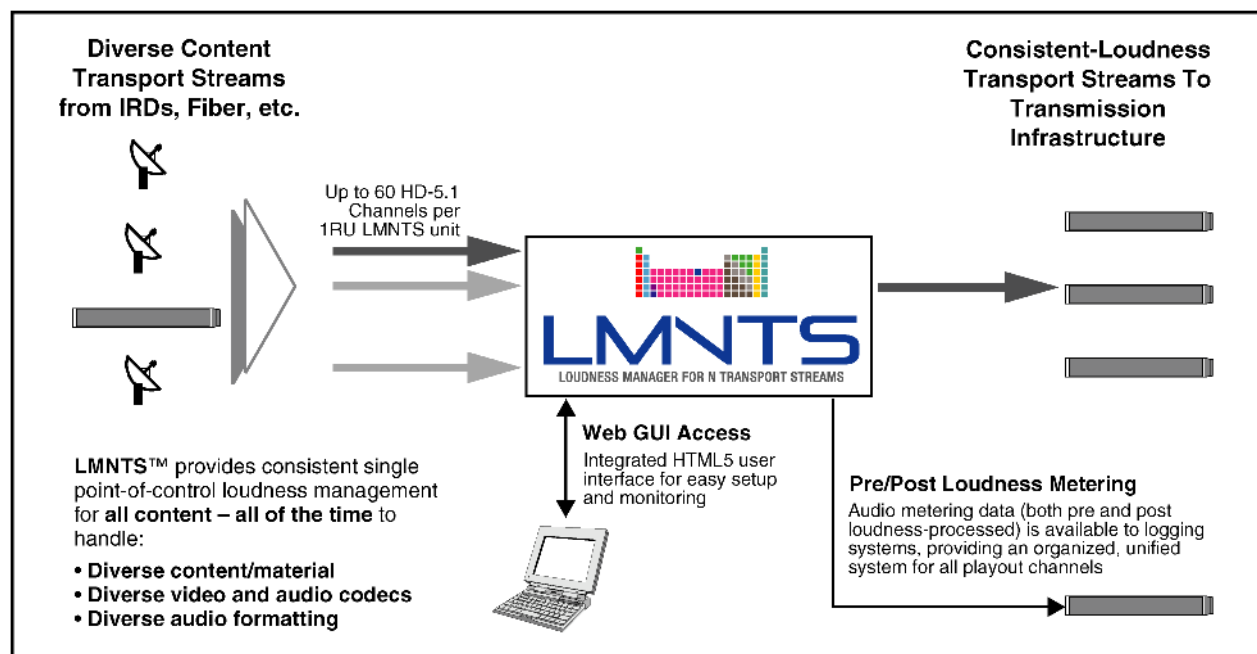 Diverse Content
Transport Streams
from IRDs, Fiber, etc.
Consistent-Loudness
Transport Streams To
Transmission
Infrastructure
Up to 60 HD-5.1
Channels per
1RU LMNTS unit
LMNTS
LOUDNESS MANAGER FOR N TRANSPORT STREAMS
Web GUI Access
Integrated HTML5 user
interface for easy setup
and monitoring
LMNTS™ provides consistent single
point-of-control loudness management
for all content – all of the time to
handle:
• Diverse content/material
• Diverse video and audio codecs
• Diverse audio formatting
Pre/Post Loudness Metering
Audio metering data (both pre and post
loudness-processed) is available to logging
systems, providing an organized, unified
system for all playout channels